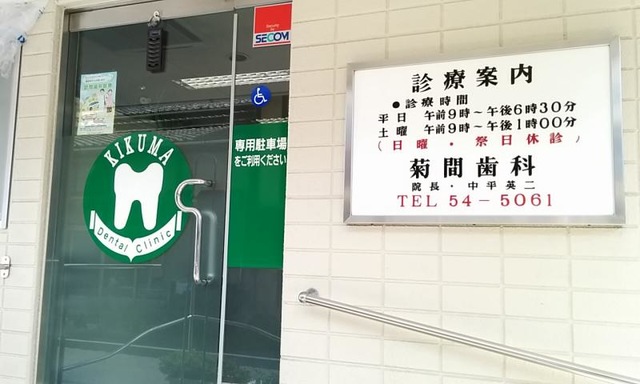 SECOM
KIKUMA
Dental Clinic
専用駐車場
をご利用ください
診療案内
●診療時間
平日 午前9時～午後6時30分
土曜 午前9時～午後1時00分
(日曜・祭日休診)
菊間歯科
院長・中平英二
TEL 54-5061